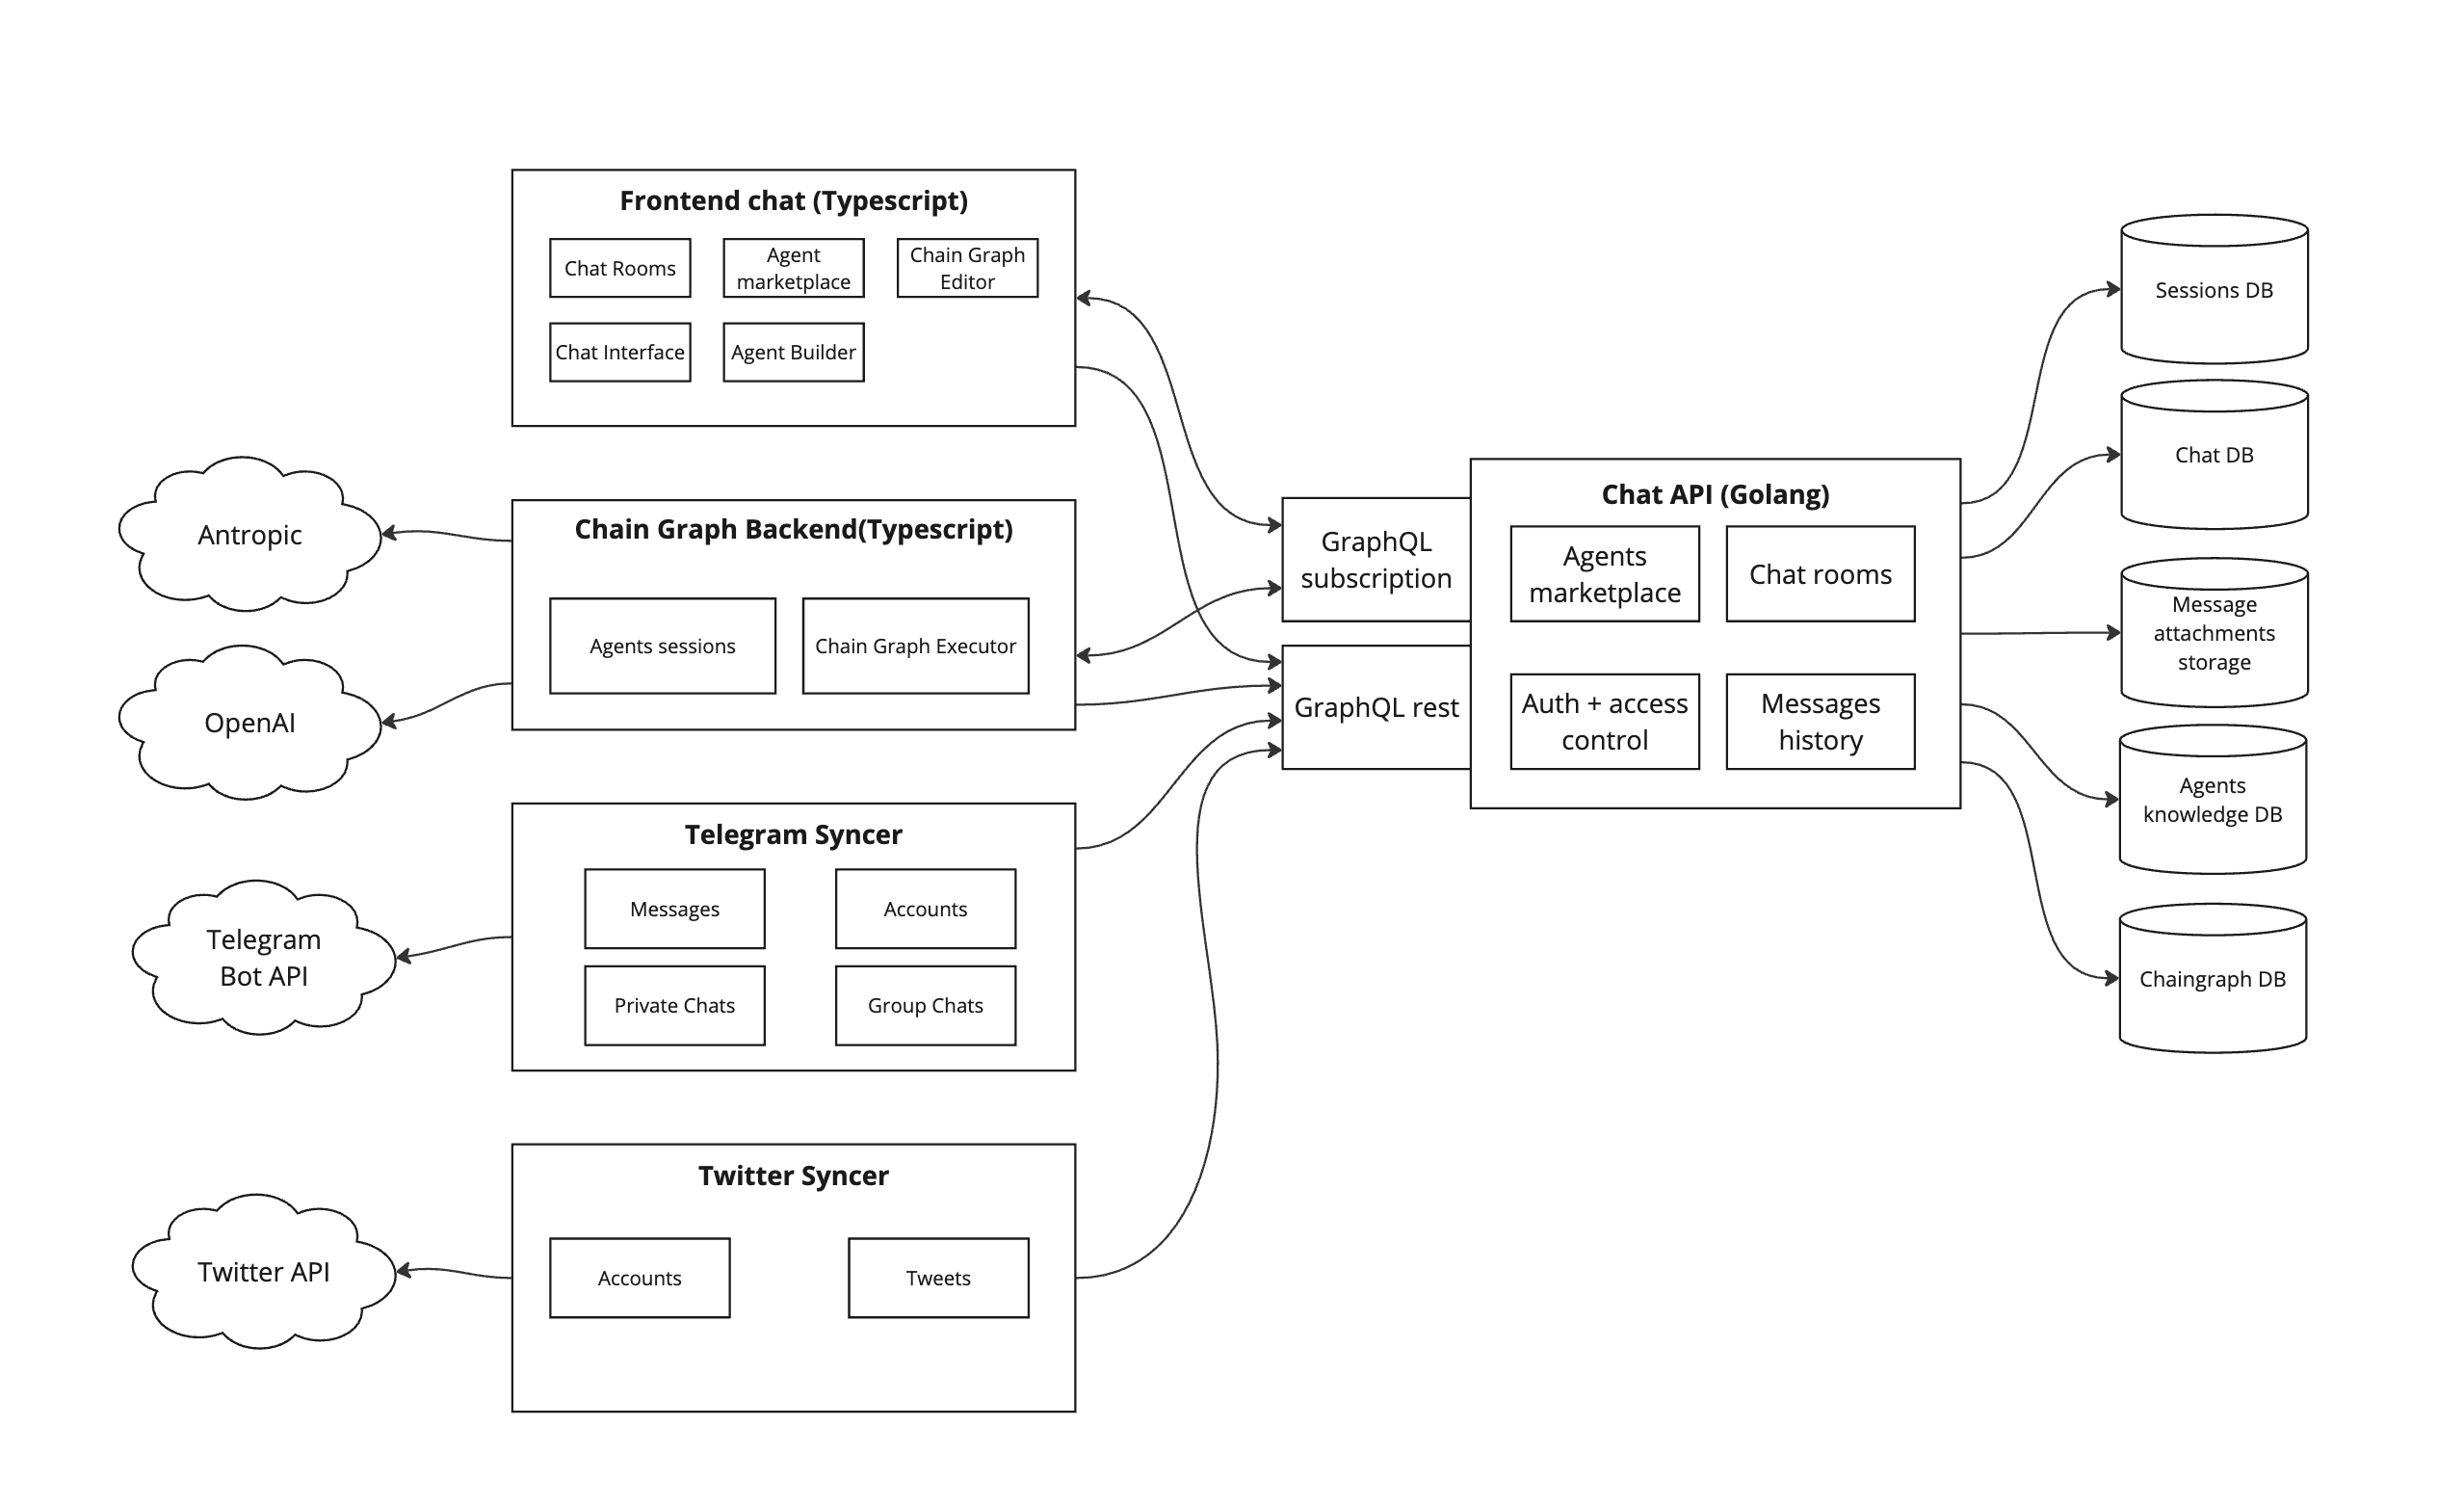 Frontend chat (Typescript)
Chat Rooms
Agent
marketplace
Chain Graph
Editor
Chat Interface
Agent Builder
Antropic
OpenAI
Chain Graph Backend(Typescript)
Agents sessions
Chain Graph Executor
Telegram
Bot API
Telegram Syncer
Messages
Accounts
Private Chats
Group Chats
Twitter API
Twitter Syncer
Accounts
Tweets
GraphQL
subscription
GraphQL rest
Chat API (Golang)
Agents
marketplace
Chat rooms
Auth + access
control
Messages
history
Sessions DB
Chat DB
Message
attachments
storage
Agents
knowledge DB
Chaingraph DB